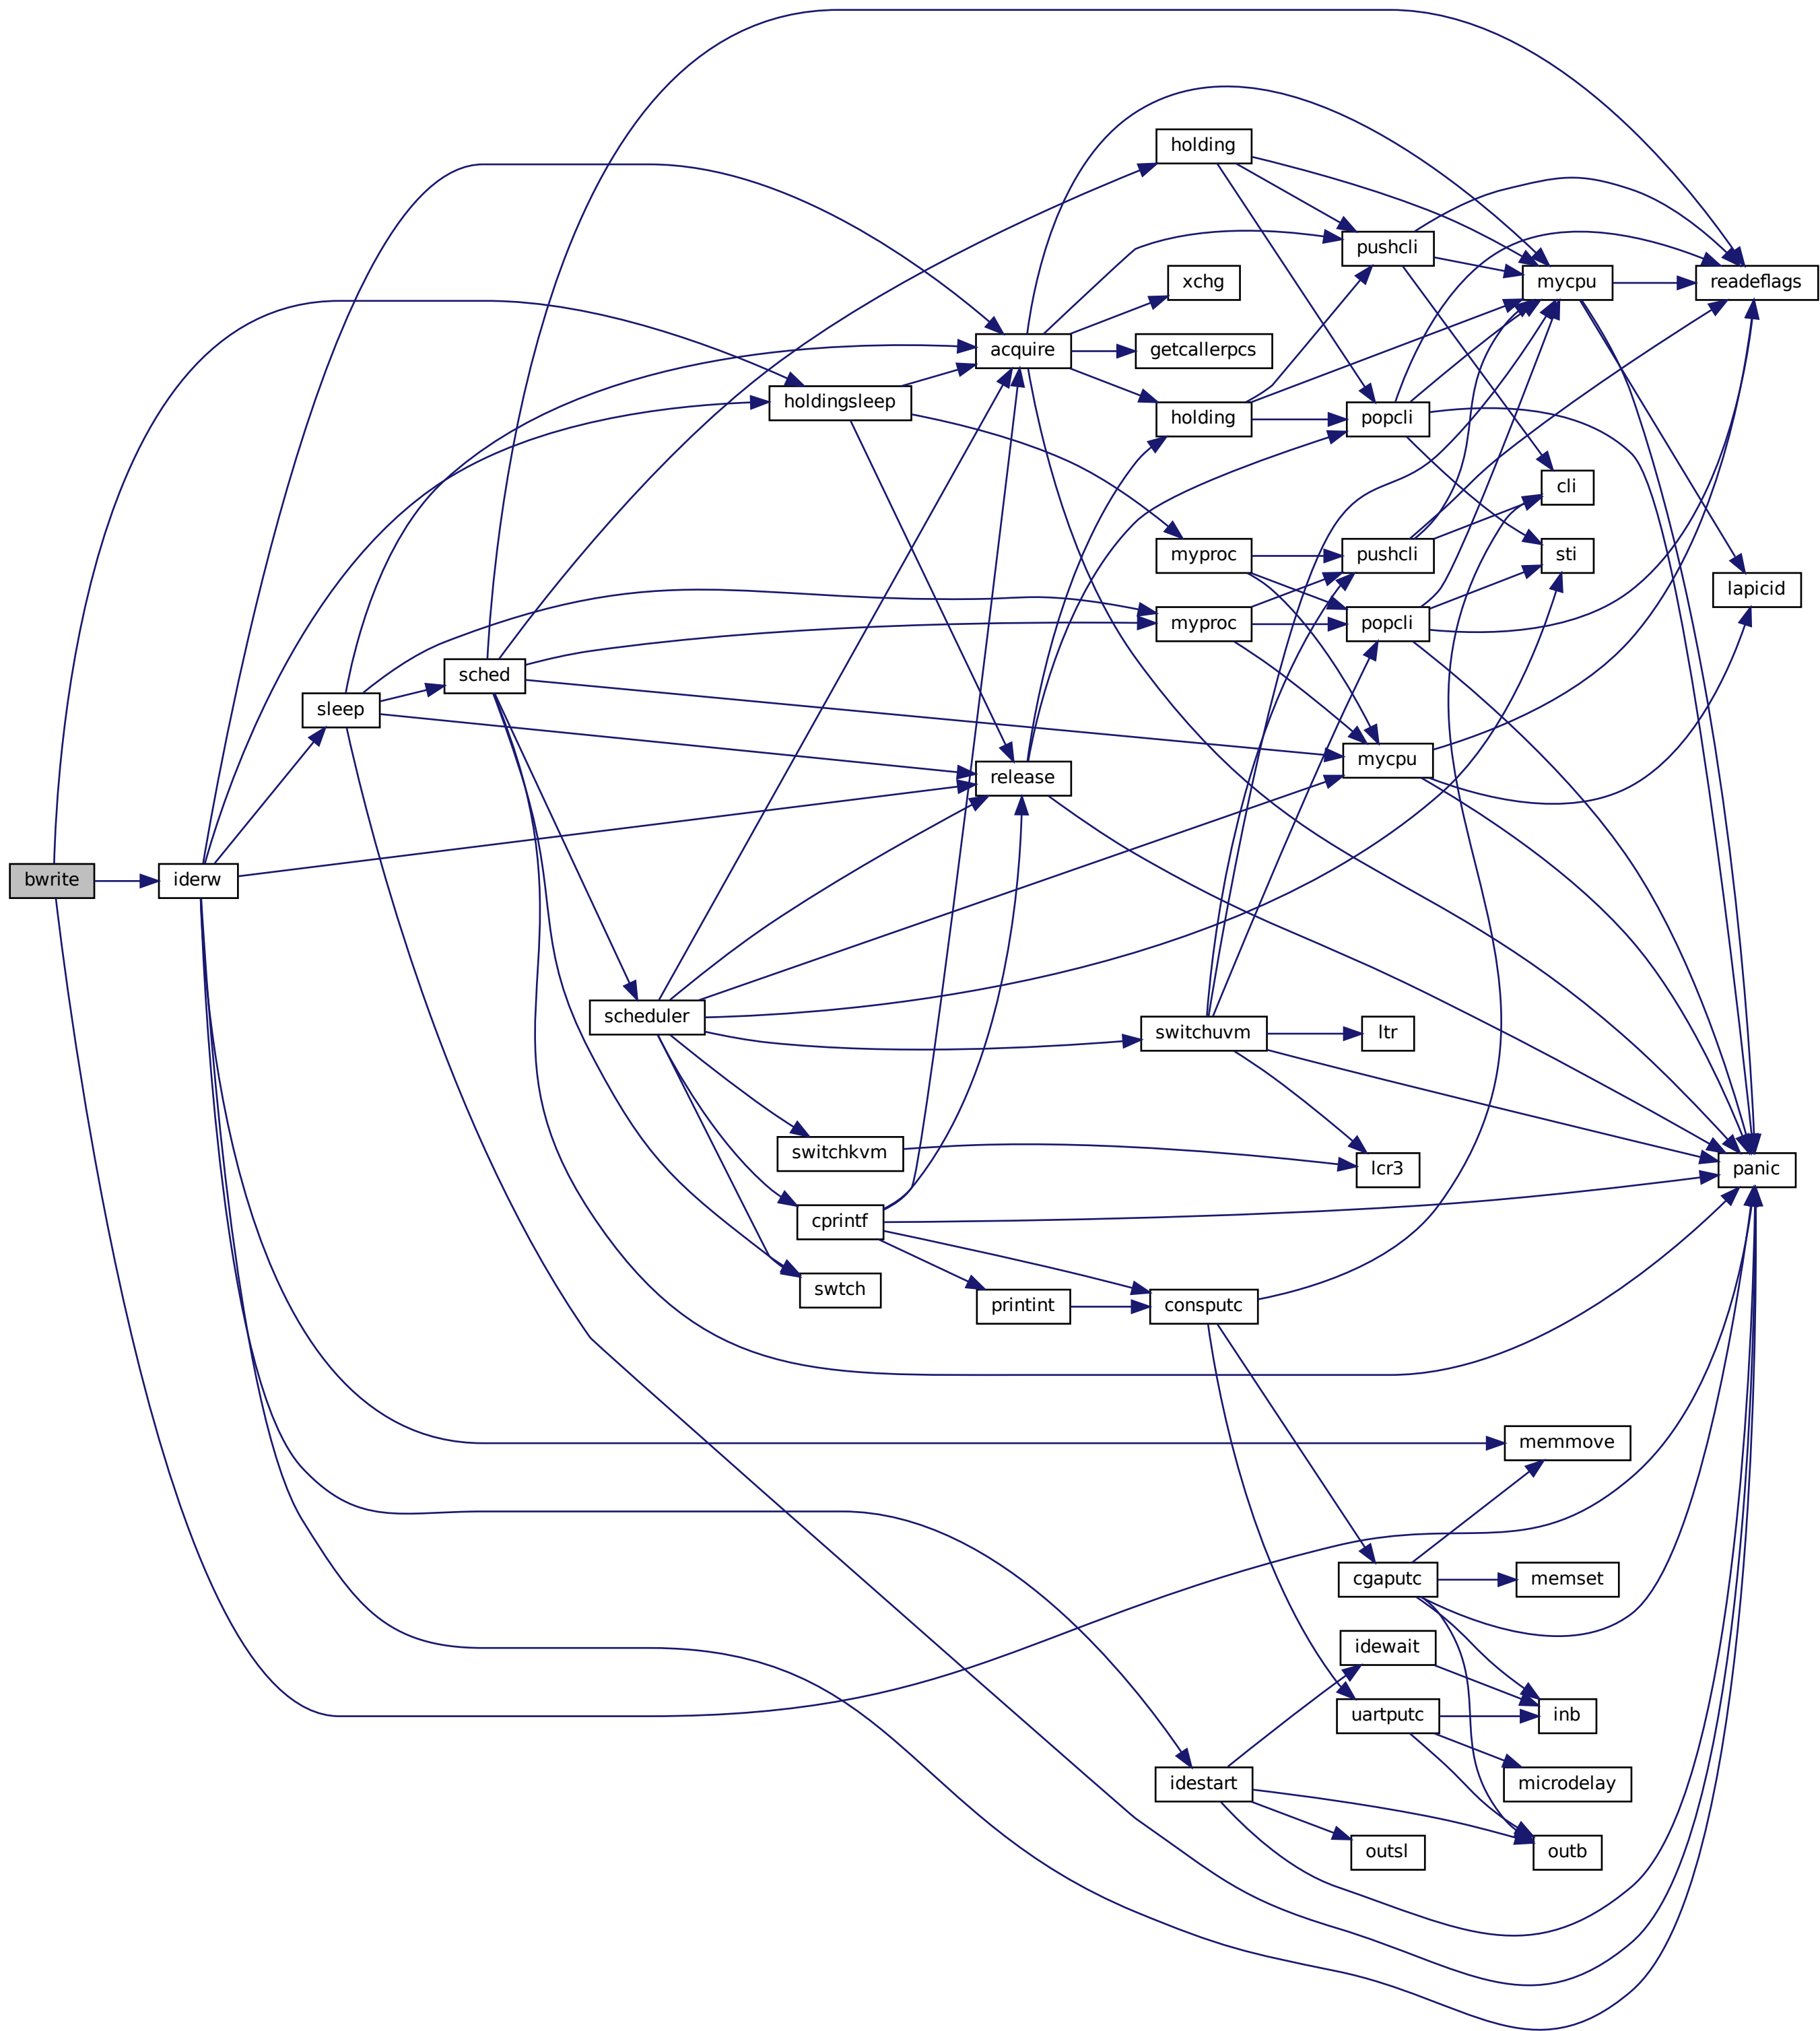 holding
pushcli
xchg
mycpu
readeflags
acquire
getcallerpcs
holdingsleep
holding
popcli
cli
myproc
pushcli
sti
lapicid
myproc
popcli
sched
sleep
mycpu
release
bwrite
iderw
scheduler
switchuvm
ltr
switchkvm
lcr3
panic
cprintf
swtch
printint
consputc
memmove
cgaputc
memset
idewait
uartputc
inb
idestart
microdelay
outsl
outb